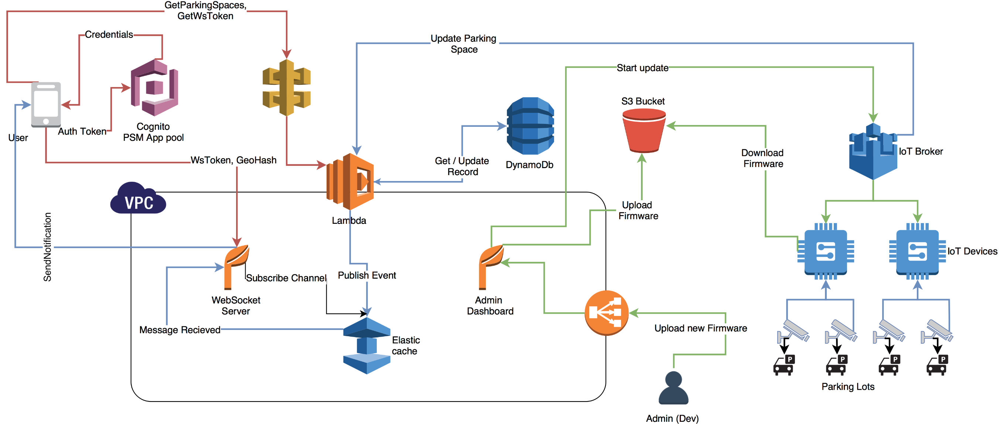 GetParkingSpaces,
GetWsToken
Credentials
Update Parking
Space
Start update
S3 Bucket
Auth Token
Cognito
PSM App pool
User
WsToken, GeoHash
Get / Update
Record
DynamoDb
Download
Firmware
IoT Broker
VPC
Upload
Firmware
Lambda
SendNotification
IoT Devices
Subscribe Channel
Publish Event
WebSocket
Server
Admin
Dashboard
Message Recieved
Upload new Firmware
Elastic
cache
P
P
P
P
Parking Lots
Admin (Dev)